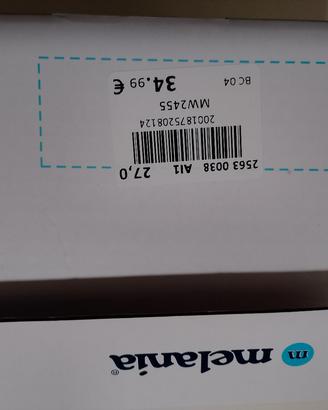 m melania®
2563 0038 AI1 27,0
2001875208124
MW2455
BC 04 34.99 €